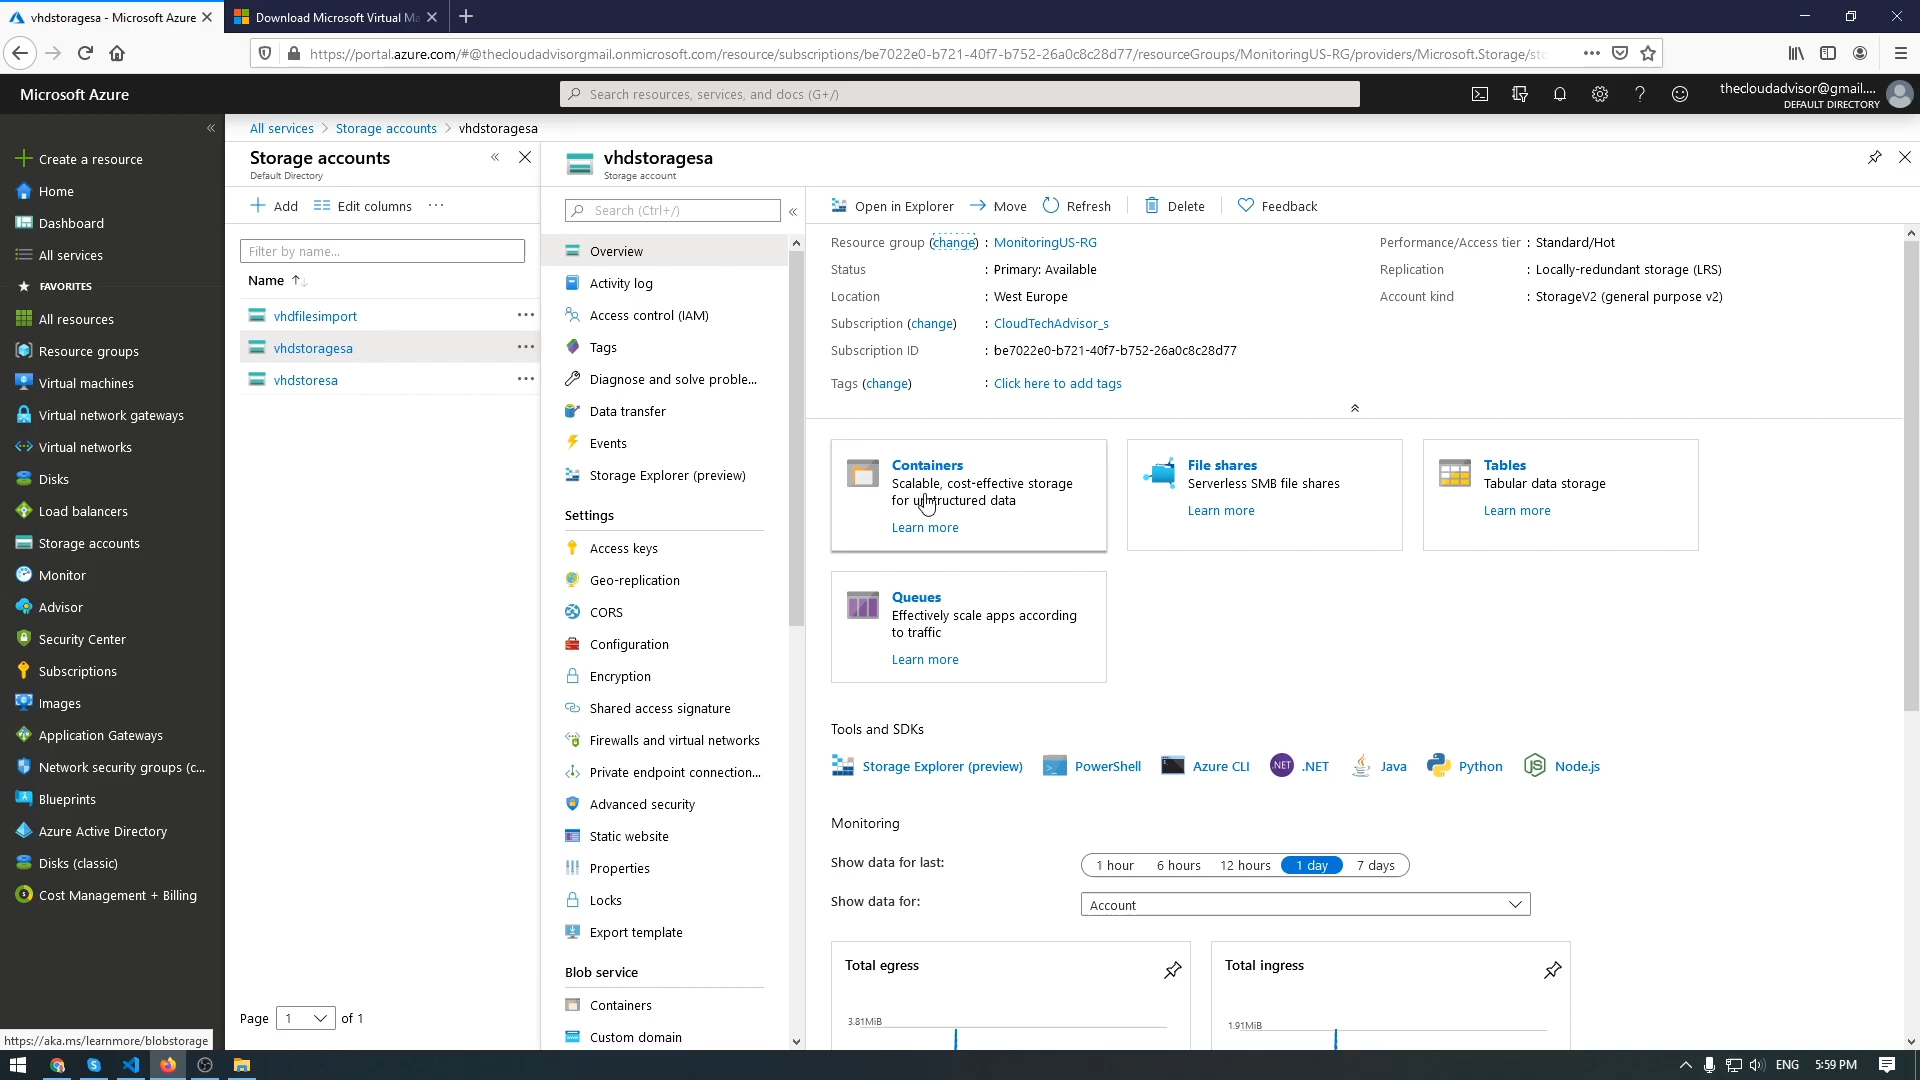 vhdstoragesa - Microsoft Azure
Download Microsoft Virtual Ma
https://portal.azure.com/#@thecloudadvisorgmail.onmicrosoft.com/resource/subscriptions/be7022e0-b721-40f7-b752-26a0c8c28d77/resourceGroups/MonitoringUS-RG/providers/Microsoft.Storage/sto
Microsoft Azure
Search resources, services, and docs (G+/)
thecloudadvisor@gmail....
DEFAULT DIRECTORY
Create a resource
Home
Dashboard
All services
FAVORITES
All resources
Resource groups
Virtual machines
Virtual network gateways
Virtual networks
Disks
Load balancers
Storage accounts
Monitor
Advisor
Security Center
Subscriptions
Images
Application Gateways
Network security groups (c...
Blueprints
Azure Active Directory
Disks (classic)
Cost Management + Billing
https://aka.ms/learnmore/blobstorage
All services > Storage accounts > vhdstoragesa
Storage accounts
Default Directory
Add
Edit columns
Filter by name...
Name
vhdfilesimport
vhdstoragesa
vhdstoresa
Page 1 of 1
vhdstoragesa
Storage account
Search (Ctrl+/)
Overview
Activity log
Access control (IAM)
Tags
Diagnose and solve proble...
Data transfer
Events
Storage Explorer (preview)
Settings
Access keys
Geo-replication
CORS
Configuration
Encryption
Shared access signature
Firewalls and virtual networks
Private endpoint connection...
Advanced security
Static website
Properties
Locks
Export template
Blob service
Containers
Custom domain
Open in Explorer
Move
Refresh
Delete
Feedback
Resource group (change) : MonitoringUS-RG
Status : Primary: Available
Location : West Europe
Subscription (change) : CloudTechAdvisor_s
Subscription ID : be7022e0-b721-40f7-b752-26a0c8c28d77
Tags (change) : Click here to add tags
Performance/Access tier : Standard/Hot
Replication : Locally-redundant storage (LRS)
Account kind : StorageV2 (general purpose v2)
Containers
Scalable, cost-effective storage
for unstructured data
Learn more
File shares
Serverless SMB file shares
Learn more
Tables
Tabular data storage
Learn more
Queues
Effectively scale apps according
to traffic
Learn more
Tools and SDKs
Storage Explorer (preview)
PowerShell
Azure CLI
NET
.NET
Java
Python
Node.js
Monitoring
Show data for last:
1 hour
6 hours
12 hours
1 day
7 days
Show data for:
Account
Total egress
3.81MiB
Total ingress
1.91MiB
ENG
5:59 PM